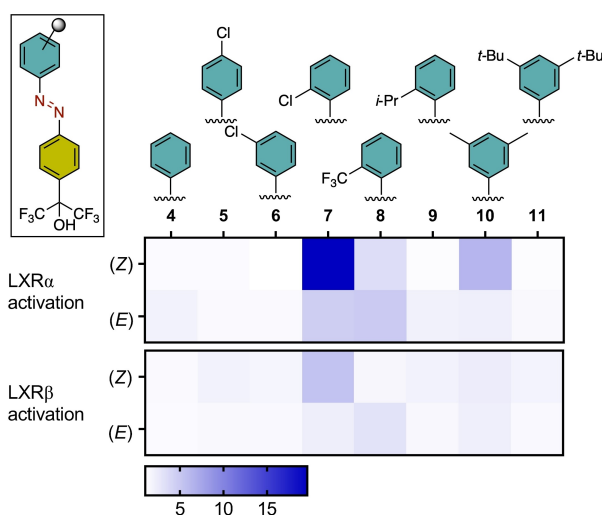 Cl
t-Bu
t-Bu
Cl
i-Pr
N
N
Cl
F₃C
F₃C
CF₃
OH
4 5 6 7 8 9 10 11
LXRα
activation
(Z)
(E)
LXRβ
activation
(Z)
(E)
5 10 15